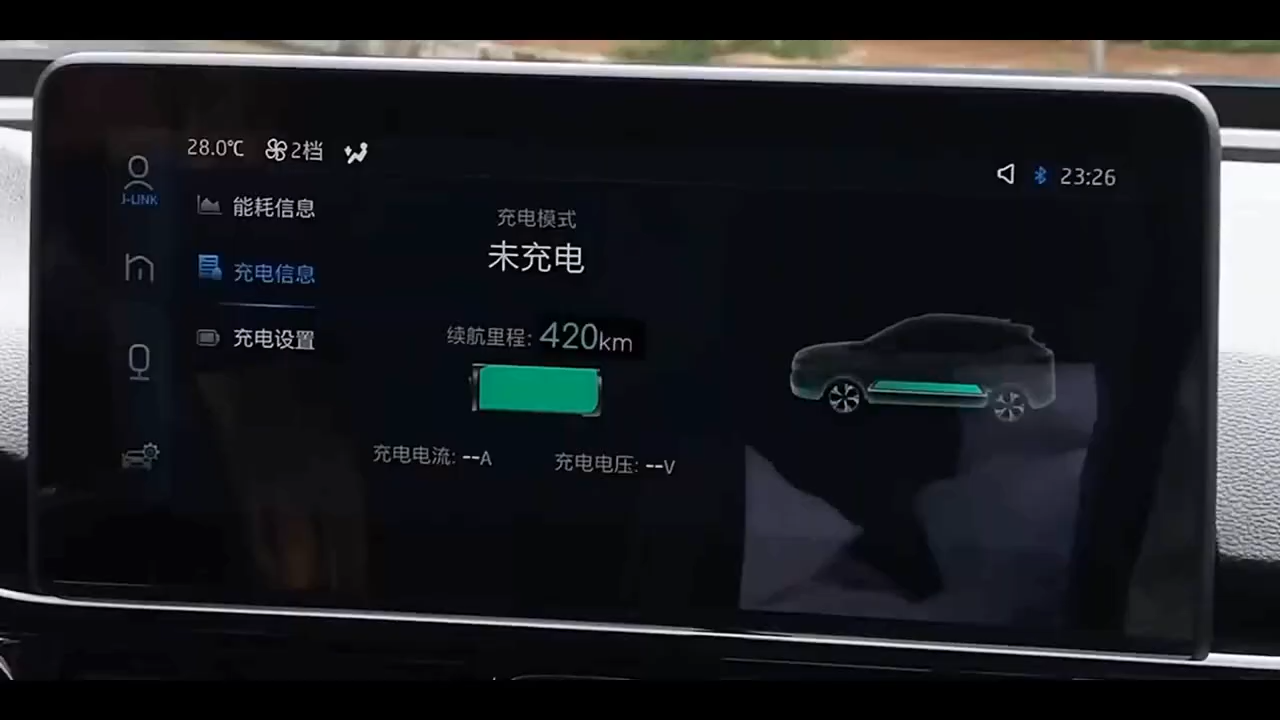 28.0℃ 2档
23:26
J-LINK
能耗信息
充电信息
充电设置
充电模式
未充电
续航里程: 420km
充电电流: --A
充电电压: --V